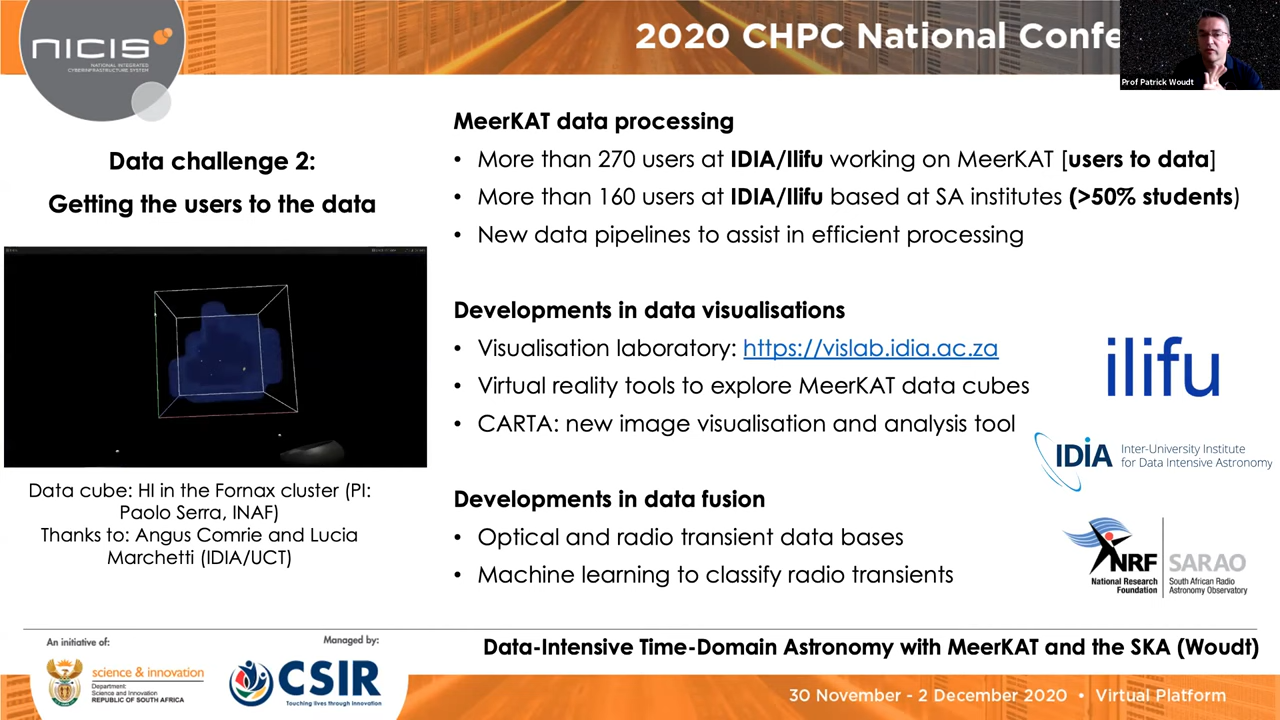 NICIS
NATIONAL INTEGRATED
CYBERINFRASTRUCTURE SYSTEM
2020 CHPC National Confe
Prof Patrick Woudt
Data challenge 2:
Getting the users to the data
Data cube: HI in the Fornax cluster (PI:
Paolo Serra, INAF)
Thanks to: Angus Comrie and Lucia
Marchetti (IDIA/UCT)
MeerKAT data processing
• More than 270 users at IDIA/Ilifu working on MeerKAT [users to data]
• More than 160 users at IDIA/Ilifu based at SA institutes (>50% students)
• New data pipelines to assist in efficient processing
Developments in data visualisations
• Visualisation laboratory: https://vislab.idia.ac.za
• Virtual reality tools to explore MeerKAT data cubes
• CARTA: new image visualisation and analysis tool
Developments in data fusion
• Optical and radio transient data bases
• Machine learning to classify radio transients
ilifu
IDIA
Inter-University Institute
for Data Intensive Astronomy
NRF
National Research
Foundation
SARAO
South African Radio
Astronomy Observatory
Data-Intensive Time-Domain Astronomy with MeerKAT and the SKA (Woudt)
An initiative of:
science & innovation
Department:
Science and Innovation
REPUBLIC OF SOUTH AFRICA
Managed by:
CSIR
Touching lives through innovation
30 November - 2 December 2020 • Virtual Platform